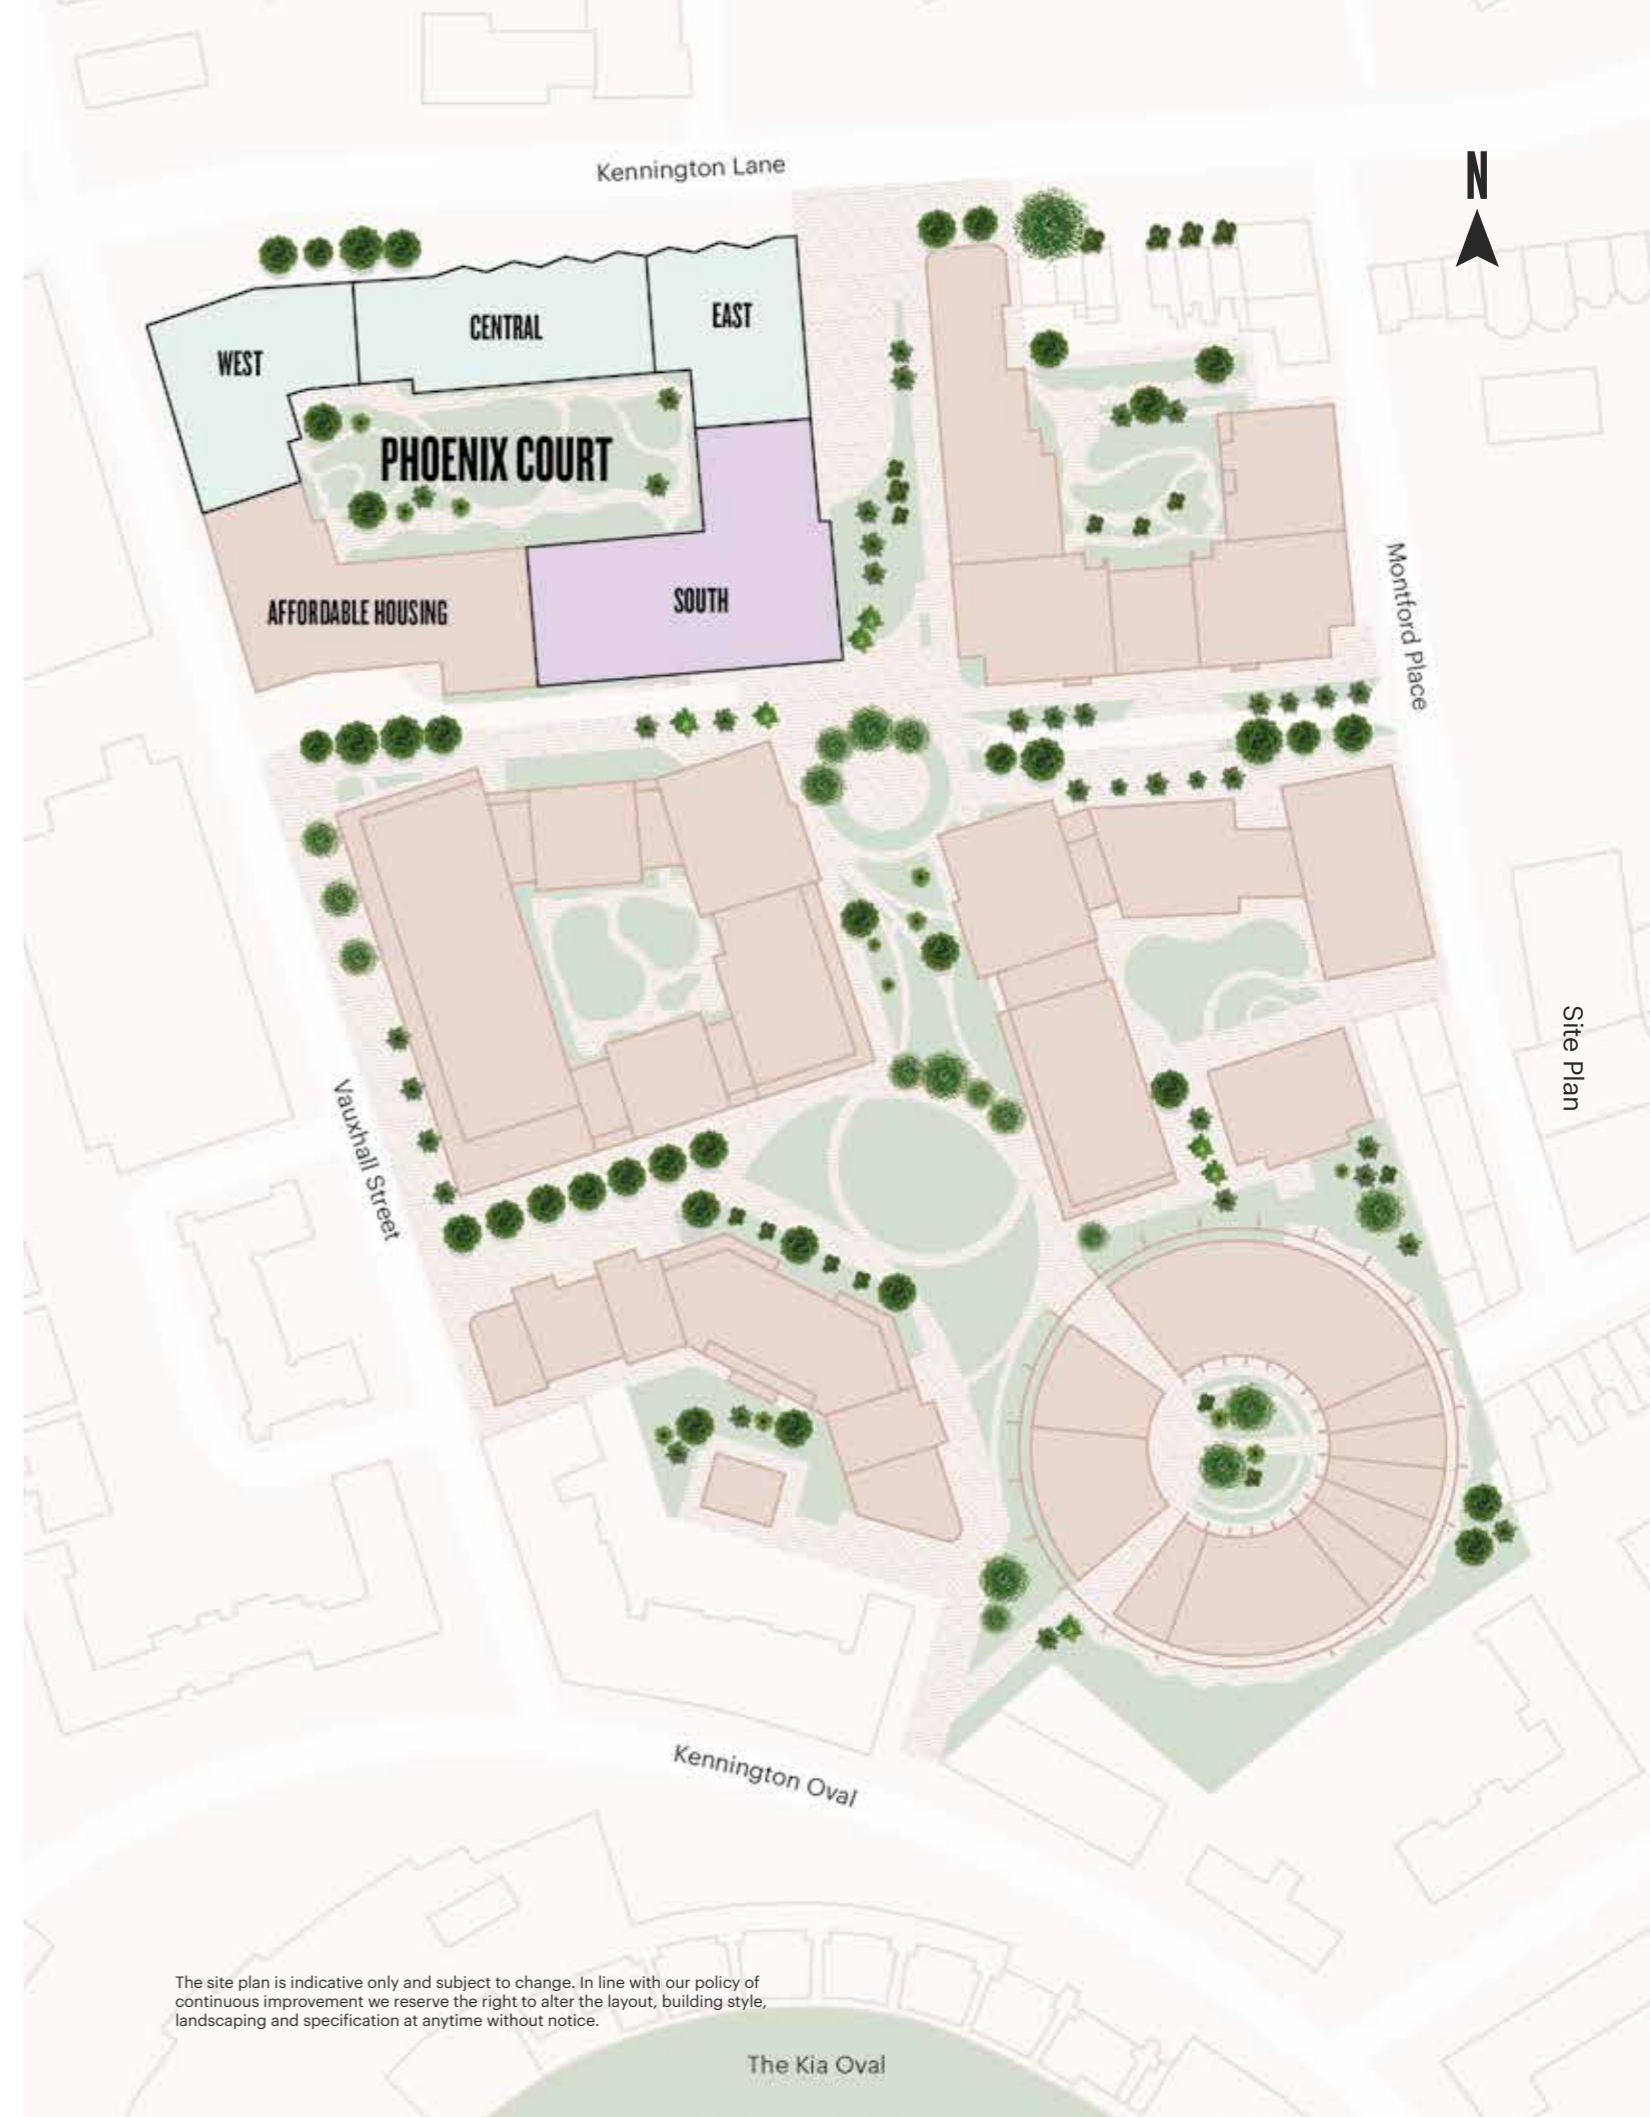 Kennington Lane
N
EAST
CENTRAL
WEST
PHOENIX COURT
SOUTH
AFFORDABLE HOUSING
Montford Place
Site Plan
Vauxhall Street
Kennington Oval
The site plan is indicative only and subject to change. In line with our policy of
continuous improvement we reserve the right to alter the layout, building style,
landscaping and specification at anytime without notice.
The Kia Oval